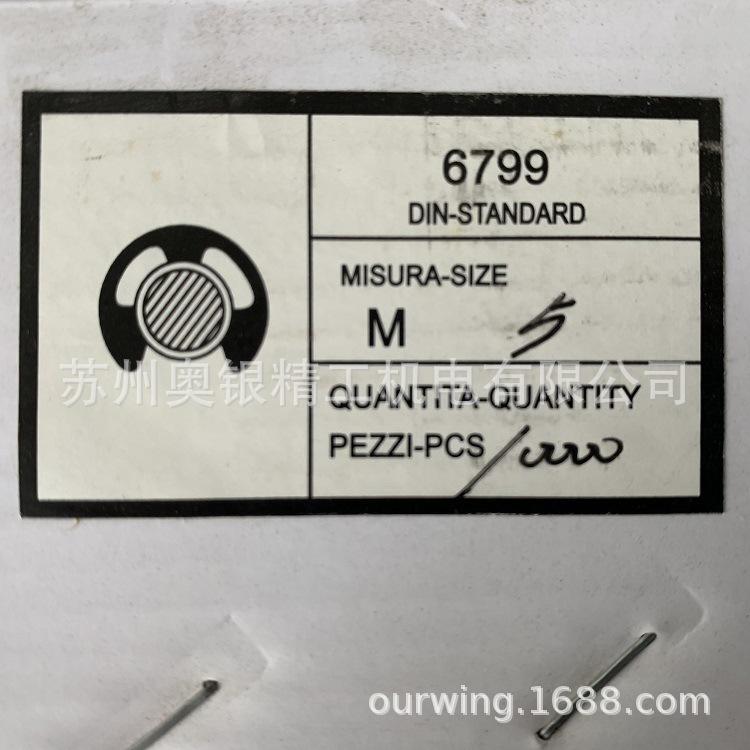 6799
DIN-STANDARD
MISURA-SIZE
M 5
苏州奥银精工机电有限公司
QUANTITA-QUANTITY
PEZZI-PCS 10000
ourwing.1688.com